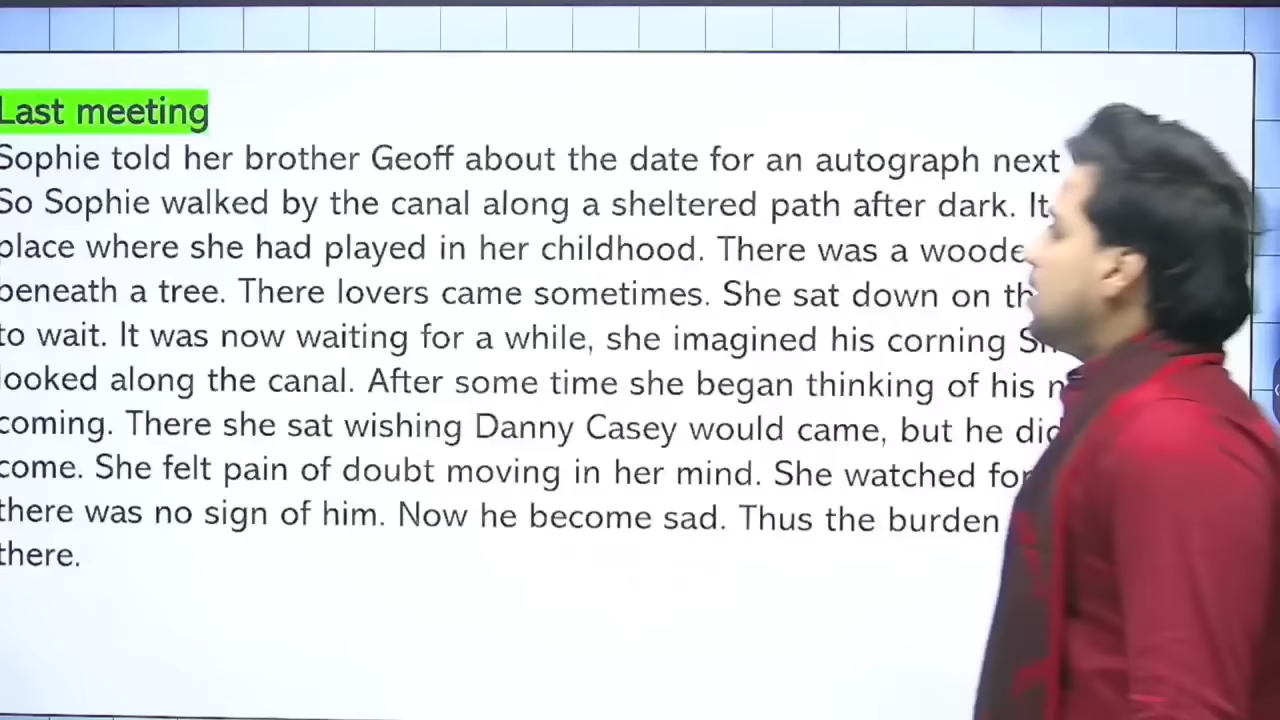 Last meeting
Sophie told her brother Geoff about the date for an autograph next
So Sophie walked by the canal along a sheltered path after dark. It
place where she had played in her childhood. There was a
beneath a tree. There lovers came sometimes. She sat down on
to wait. It was now waiting for a while, she imagined his corning
looked along the canal. After some time she began thinking of his
coming. There she sat wishing Danny Casey would came, but he
come. She felt pain of doubt moving in her mind. She watched
there was no sign of him. Now he become sad. Thus the burden
there.